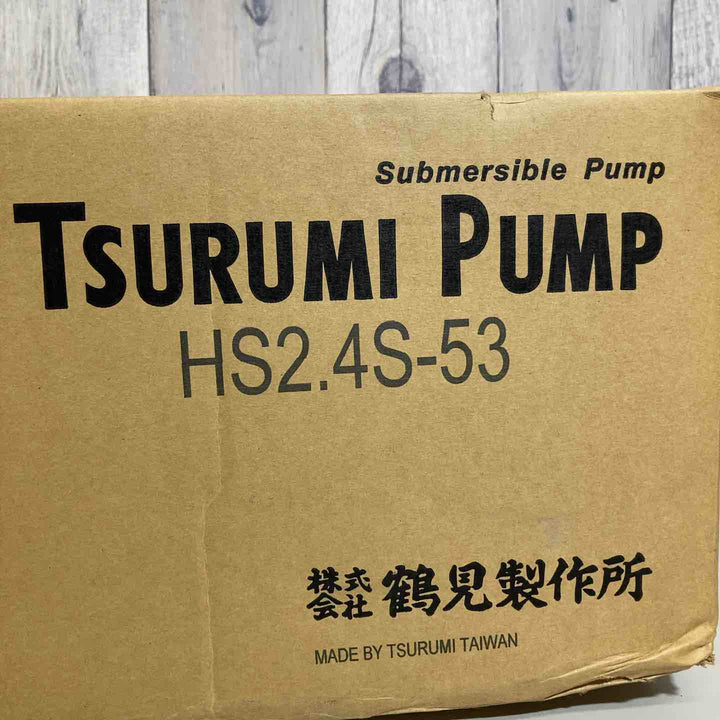 Submersible Pump
TSURUMI PUMP
HS2.4S-53
株式会社 鶴見製作所
MADE BY TSURUMI TAIWAN